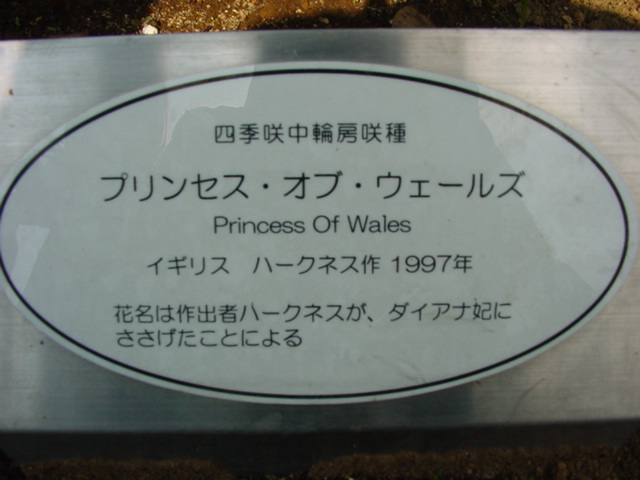 四季咲中輪房咲種
プリンセス・オブ・ウェールズ
Princess Of Wales
イギリス　ハークネス作 1997年
花名は作出者ハークネスが、ダイアナ妃に
ささげたことによる